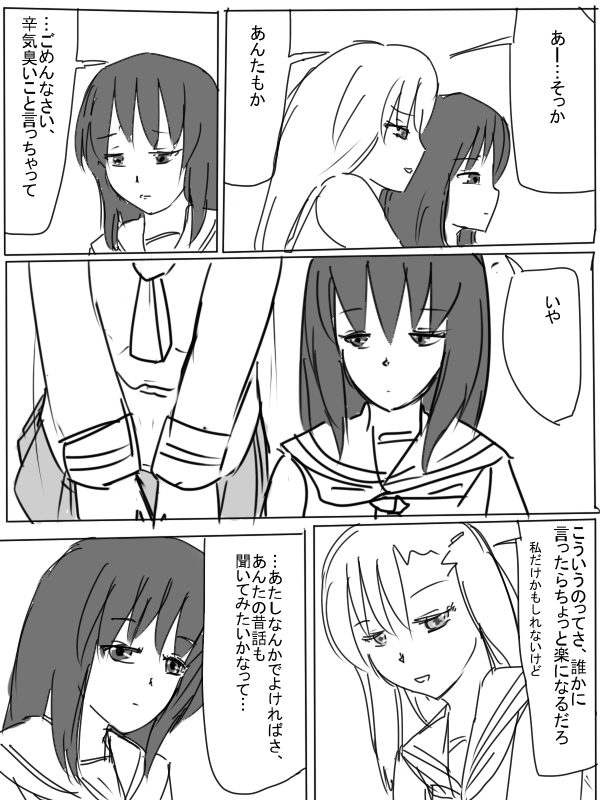 あー…そっか
あんたもか
…ごめんなさい、
辛気臭いこと言っちゃって
いや
こういうのってさ、誰かに
言ったらちょっと楽になるだろ
私だけかもしれないけど
…あたしなんかでよければさ、
あんたの昔話も
聞いてみたいかなって…